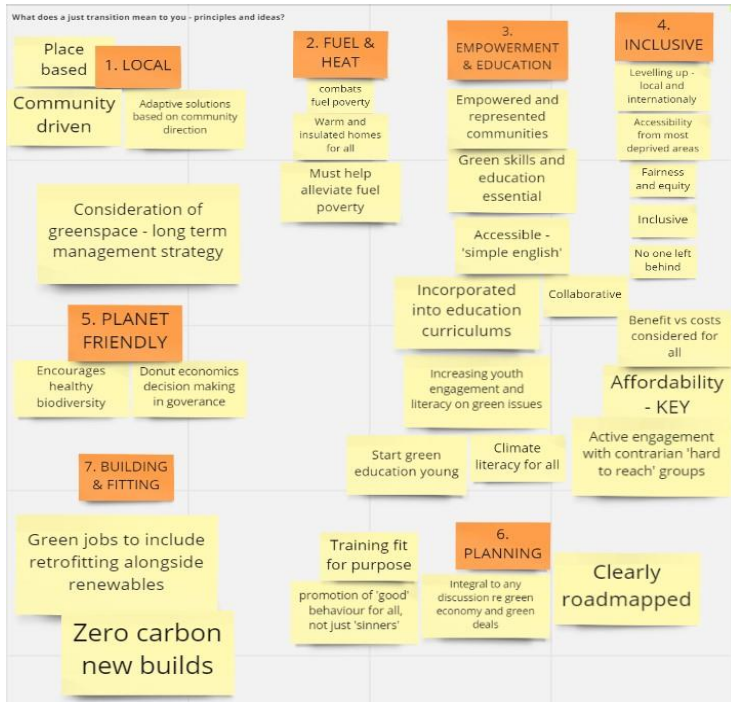 What does a just transition mean to you - principles and ideas?
Place
based
1. LOCAL
Community
driven
Adaptive solutions
based on community
direction
Consideration of
greenspace - long term
management strategy
2. FUEL &
HEAT
combats
fuel poverty
Warm and
insulated homes
for all
Must help
alleviate fuel
poverty
3.
EMPOWERMENT
& EDUCATION
Empowered and
represented
communities
Green skills and
education
essential
Accessible -
'simple english'
Incorporated
into education
curriculums
Collaborative
Increasing youth
engagement and
literacy on green issues
Start green
education young
Climate
literacy for all
4.
INCLUSIVE
Levelling up -
local and
internationaly
Accessibility
from most
deprived areas
Fairness
and equity
Inclusive
No one left
behind
Benefit vs costs
considered for
all
Affordability
- KEY
Active engagement
with contrarian 'hard
to reach' groups
5. PLANET
FRIENDLY
Encourages
healthy
biodiversity
Donut economics
decision making
in goverance
7. BUILDING
& FITTING
Green jobs to include
retrofitting alongside
renewables
Zero carbon
new builds
Training fit
for purpose
promotion of 'good'
behaviour for all,
not just 'sinners'
6.
PLANNING
Integral to any
discussion re green
economy and green
deals
Clearly
roadmapped